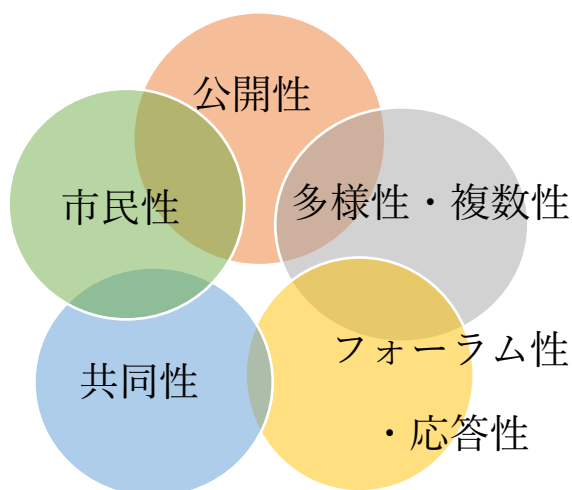 公開性
市民性
多様性・複数性
フォーラム性
・応答性
共同性